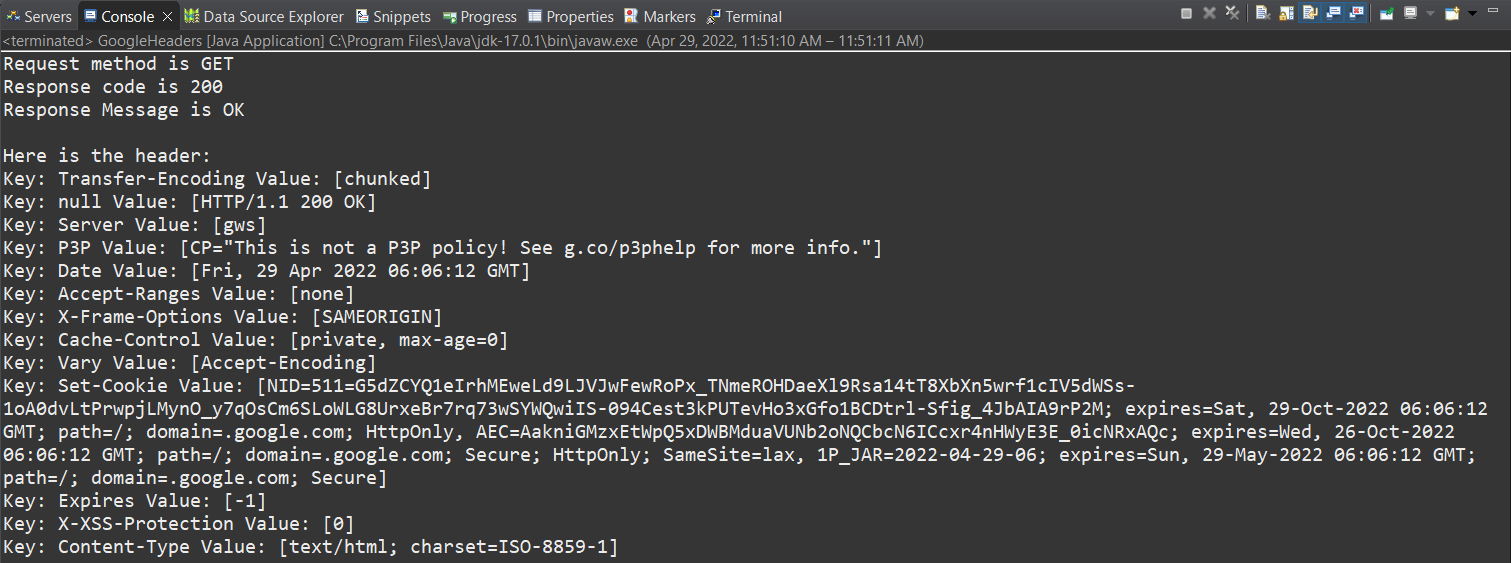 Servers Console Data Source Explorer Snippets Progress Properties Markers Terminal
<terminated> GoogleHeaders [Java Application] C:\Program Files\Java\jdk-17.0.1\bin\javaw.exe (Apr 29, 2022, 11:51:10 AM – 11:51:11 AM)
Request method is GET
Response code is 200
Response Message is OK
Here is the header:
Key: Transfer-Encoding Value: [chunked]
Key: null Value: [HTTP/1.1 200 OK]
Key: Server Value: [gws]
Key: P3P Value: [CP="This is not a P3P policy! See g.co/p3phelp for more info."]
Key: Date Value: [Fri, 29 Apr 2022 06:06:12 GMT]
Key: Accept-Ranges Value: [none]
Key: X-Frame-Options Value: [SAMEORIGIN]
Key: Cache-Control Value: [private, max-age=0]
Key: Vary Value: [Accept-Encoding]
Key: Set-Cookie Value: [NID=511=G5dZCYQ1eIrhMEweLd9LJVJwFewRoPx_TNmeROHDaeXl9Rsa14tT8XbXn5wrf1cIV5dWSs-
1oA0dvLtPrwpjLMynO_y7qOsCm6SLoWLG8UrxeBr7rq73wSYWQwiIS-094Cest3kPUTevHo3xGfo1BCDtrl-Sfig_4JbAIA9rP2M; expires=Sat, 29-Oct-2022 06:06:12
GMT; path=/; domain=.google.com; HttpOnly, AEC=AakniGMzxEtWpQ5xDWBMduaVUNb2oNQCbcN6ICcxr4nHWyE3E_0icNRxAQc; expires=Wed, 26-Oct-2022
06:06:12 GMT; path=/; domain=.google.com; Secure; HttpOnly; SameSite=lax, 1P_JAR=2022-04-29-06; expires=Sun, 29-May-2022 06:06:12 GMT;
path=/; domain=.google.com; Secure]
Key: Expires Value: [-1]
Key: X-XSS-Protection Value: [0]
Key: Content-Type Value: [text/html; charset=ISO-8859-1]